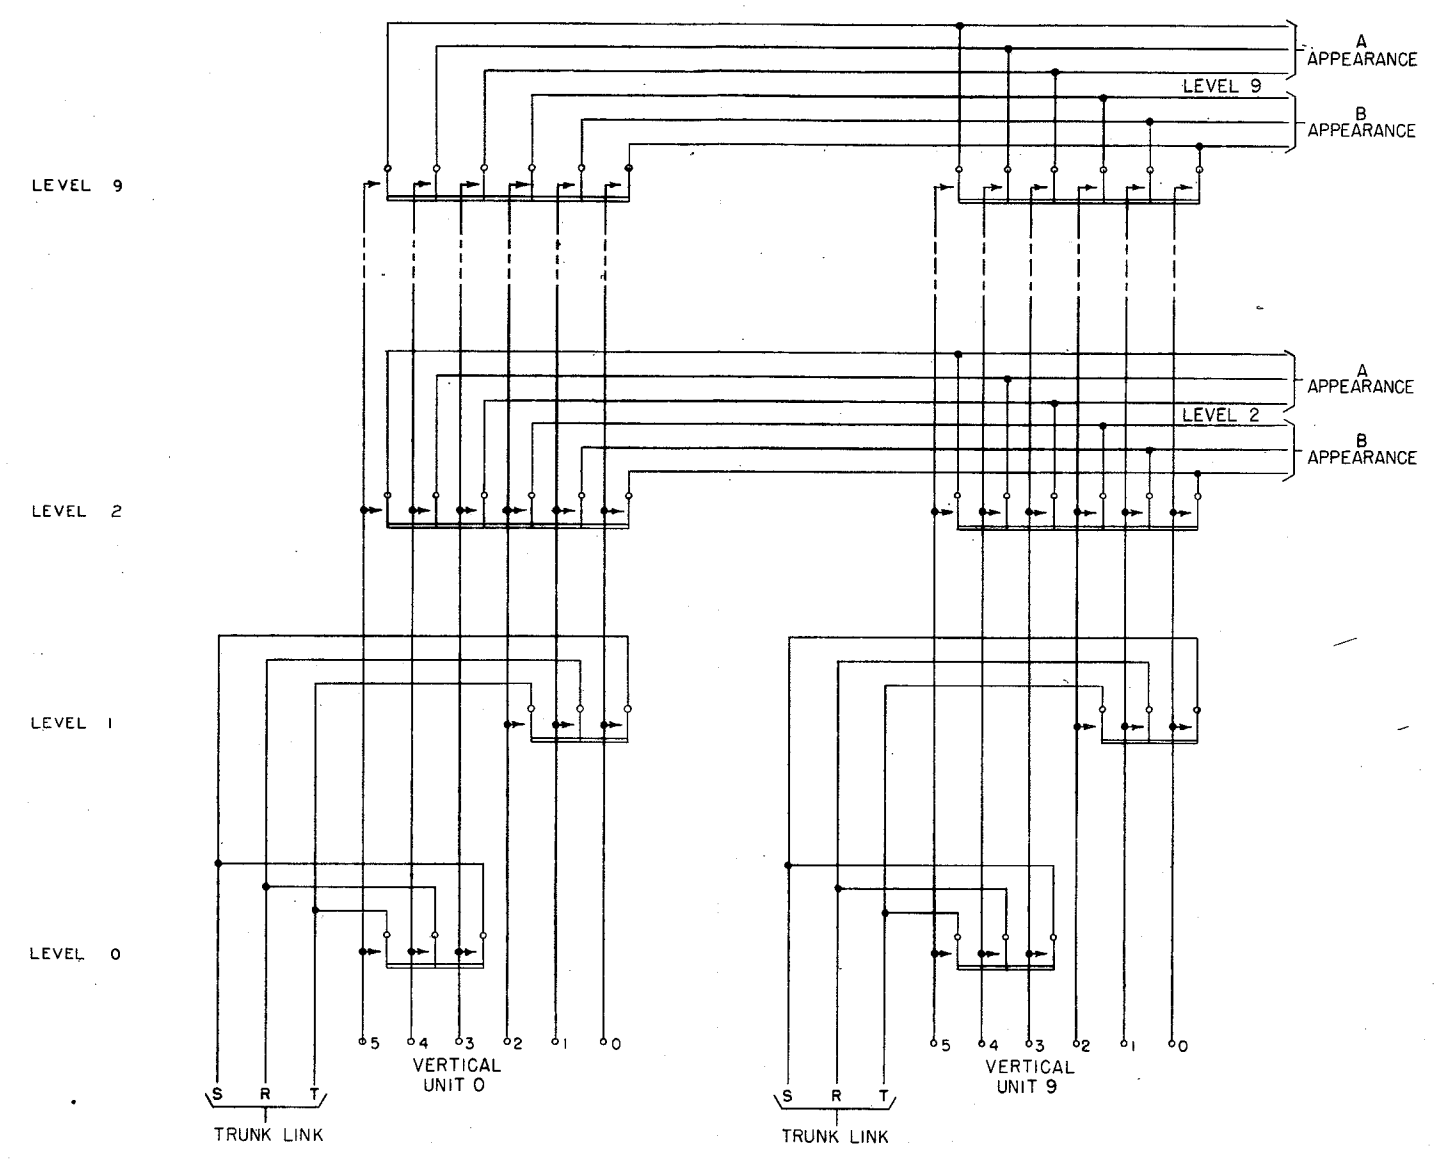 A
APPEARANCE
LEVEL 9
B
APPEARANCE
LEVEL 9
A
APPEARANCE
LEVEL 2
B
APPEARANCE
LEVEL 2
LEVEL 1
LEVEL 0
5 4 3 2 1 0
VERTICAL
UNIT 0
5 4 3 2 1 0
VERTICAL
UNIT 9
S R T
TRUNK LINK
S R T
TRUNK LINK